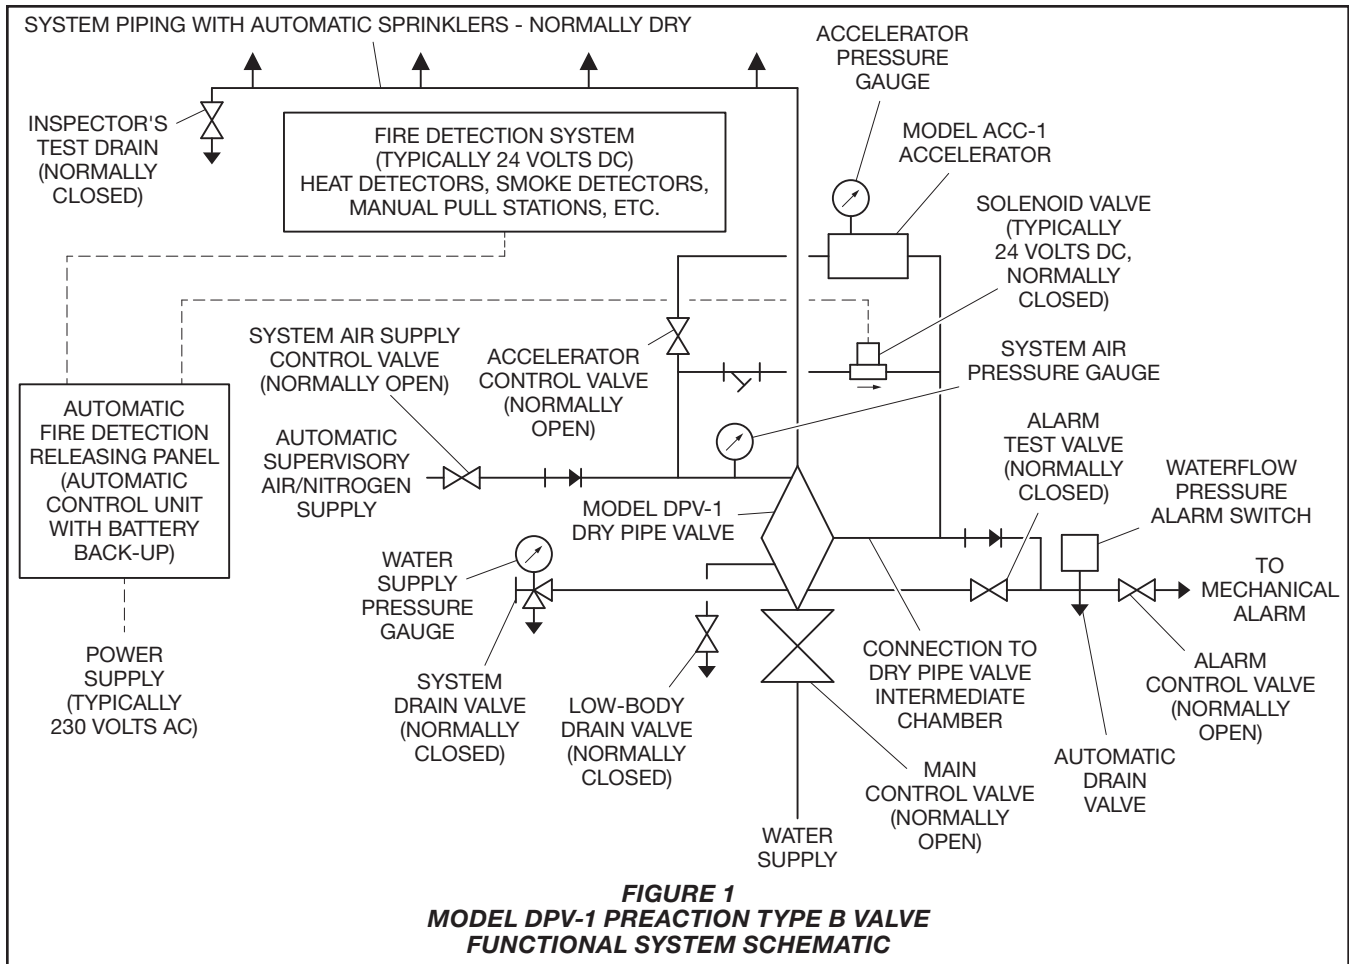 SYSTEM PIPING WITH AUTOMATIC SPRINKLERS - NORMALLY DRY
ACCELERATOR
PRESSURE
GAUGE
INSPECTOR'S
TEST DRAIN
(NORMALLY
CLOSED)
FIRE DETECTION SYSTEM
(TYPICALLY 24 VOLTS DC)
HEAT DETECTORS, SMOKE DETECTORS,
MANUAL PULL STATIONS, ETC.
MODEL ACC-1
ACCELERATOR
SOLENOID VALVE
(TYPICALLY
24 VOLTS DC,
NORMALLY
CLOSED)
SYSTEM AIR SUPPLY
CONTROL VALVE
(NORMALLY OPEN)
ACCELERATOR
CONTROL VALVE
(NORMALLY
OPEN)
SYSTEM AIR
PRESSURE GAUGE
AUTOMATIC
FIRE DETECTION
RELEASING PANEL
(AUTOMATIC
CONTROL UNIT
WITH BATTERY
BACK-UP)
AUTOMATIC
SUPERVISORY
AIR/NITROGEN
SUPPLY
ALARM
TEST VALVE
(NORMALLY
CLOSED)
WATERFLOW
PRESSURE
ALARM SWITCH
MODEL DPV-1
DRY PIPE VALVE
WATER
SUPPLY
PRESSURE
GAUGE
TO
MECHANICAL
ALARM
POWER
SUPPLY
(TYPICALLY
230 VOLTS AC)
SYSTEM
DRAIN VALVE
(NORMALLY
CLOSED)
LOW-BODY
DRAIN VALVE
(NORMALLY
CLOSED)
CONNECTION TO
DRY PIPE VALVE
INTERMEDIATE
CHAMBER
ALARM
CONTROL VALVE
(NORMALLY
OPEN)
MAIN
CONTROL VALVE
(NORMALLY
OPEN)
AUTOMATIC
DRAIN
VALVE
WATER
SUPPLY
FIGURE 1
MODEL DPV-1 PREACTION TYPE B VALVE
FUNCTIONAL SYSTEM SCHEMATIC